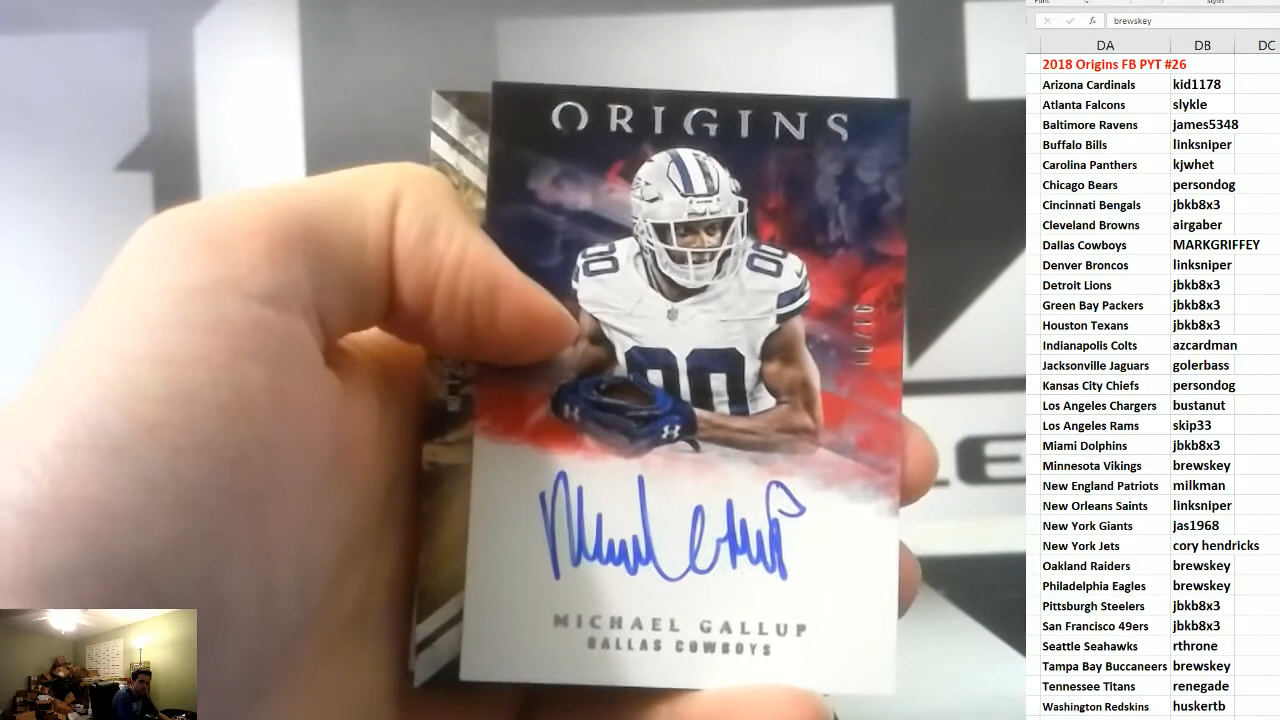 brewskey
DA DB DC
2018 Origins FB PYT #26
Arizona Cardinals kid1178
Atlanta Falcons slykle
Baltimore Ravens james5348
Buffalo Bills linksniper
Carolina Panthers kjwhet
Chicago Bears persondog
Cincinnati Bengals jbkb8x3
Cleveland Browns airgaber
Dallas Cowboys MARKGRIFFEY
Denver Broncos linksniper
Detroit Lions jbkb8x3
Green Bay Packers jbkb8x3
Houston Texans jbkb8x3
Indianapolis Colts azcardman
Jacksonville Jaguars golerbass
Kansas City Chiefs persondog
Los Angeles Chargers bustanut
Los Angeles Rams skip33
Miami Dolphins jbkb8x3
Minnesota Vikings brewskey
New England Patriots milkman
New Orleans Saints linksniper
New York Giants jas1968
New York Jets cory hendricks
Oakland Raiders brewskey
Philadelphia Eagles brewskey
Pittsburgh Steelers jbkb8x3
San Francisco 49ers jbkb8x3
Seattle Seahawks rthrone
Tampa Bay Buccaneers brewskey
Tennessee Titans renegade
Washington Redskins huskertb
ORIGINS
00 00
00
MICHAEL GALLUP
DALLAS COWBOYS